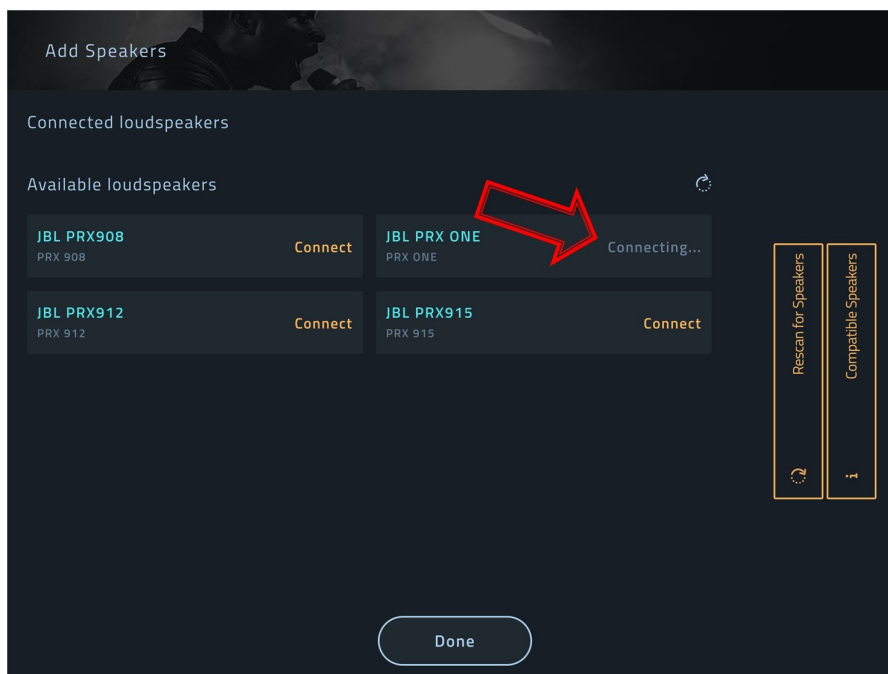 Add Speakers
Connected loudspeakers
Available loudspeakers
JBL PRX908
PRX 908
Connect
JBL PRX ONE
PRX ONE
Connecting...
JBL PRX912
PRX 912
Connect
JBL PRX915
PRX 915
Connect
Rescan for Speakers
Compatible Speakers
Done